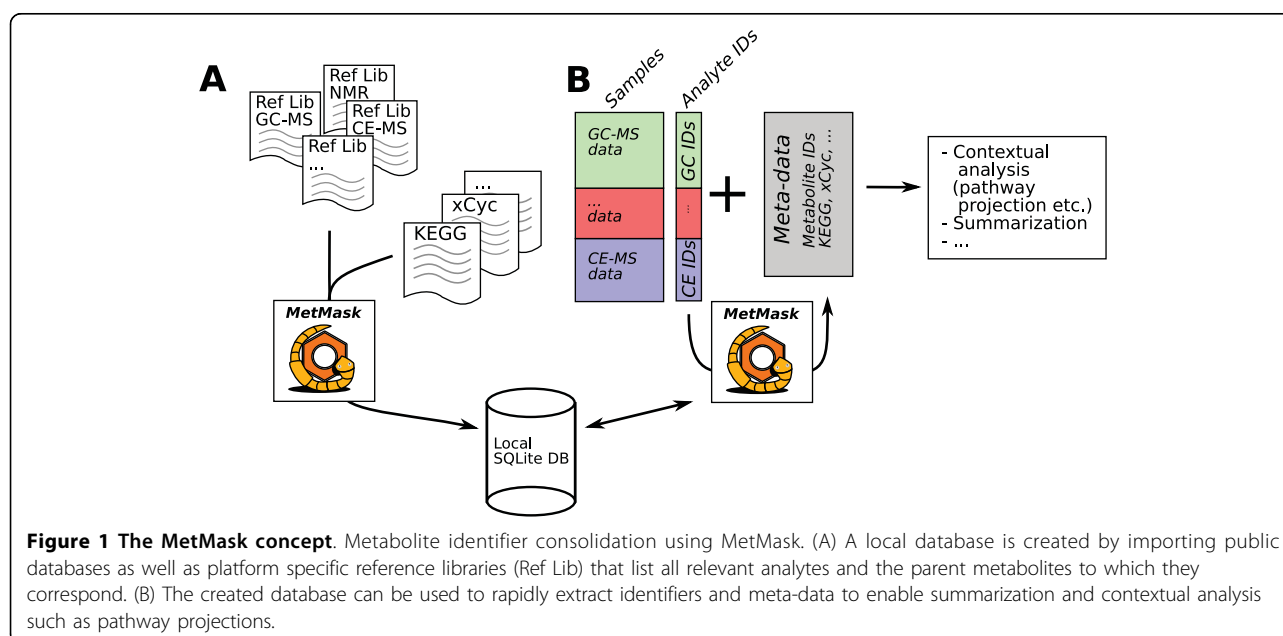 A
Ref Lib
NMR
Ref Lib
GC-MS
Ref Lib
CE-MS
Ref Lib
...
...
xCyc
KEGG
MetMask
Local
SQLite DB
B
Samples
Analyte IDs
GC-MS
data
GC IDs
...
data
...
CE-MS
data
CE IDs
+
Meta-data
Metabolite IDs
KEGG, xCyc, ...
- Contextual
analysis
(pathway
projection etc.)
- Summarization
- ...
MetMask
Figure 1 The MetMask concept. Metabolite identifier consolidation using MetMask. (A) A local database is created by importing public
databases as well as platform specific reference libraries (Ref Lib) that list all relevant analytes and the parent metabolites to which they
correspond. (B) The created database can be used to rapidly extract identifiers and meta-data to enable summarization and contextual analysis
such as pathway projections.